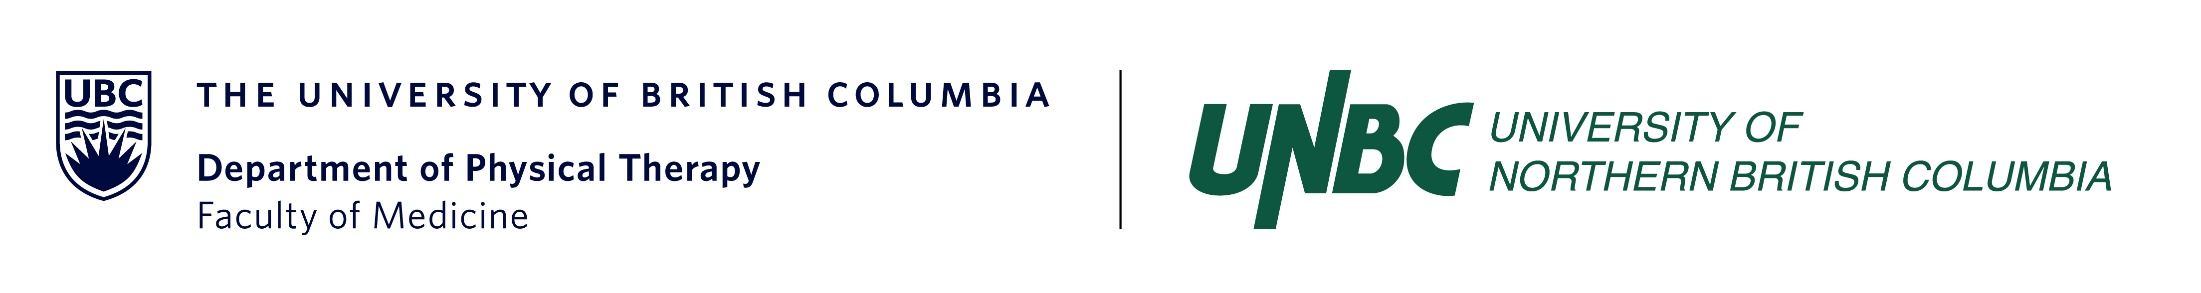 UBC
THE UNIVERSITY OF BRITISH COLUMBIA
Department of Physical Therapy
Faculty of Medicine
UNBC
UNIVERSITY OF
NORTHERN BRITISH COLUMBIA